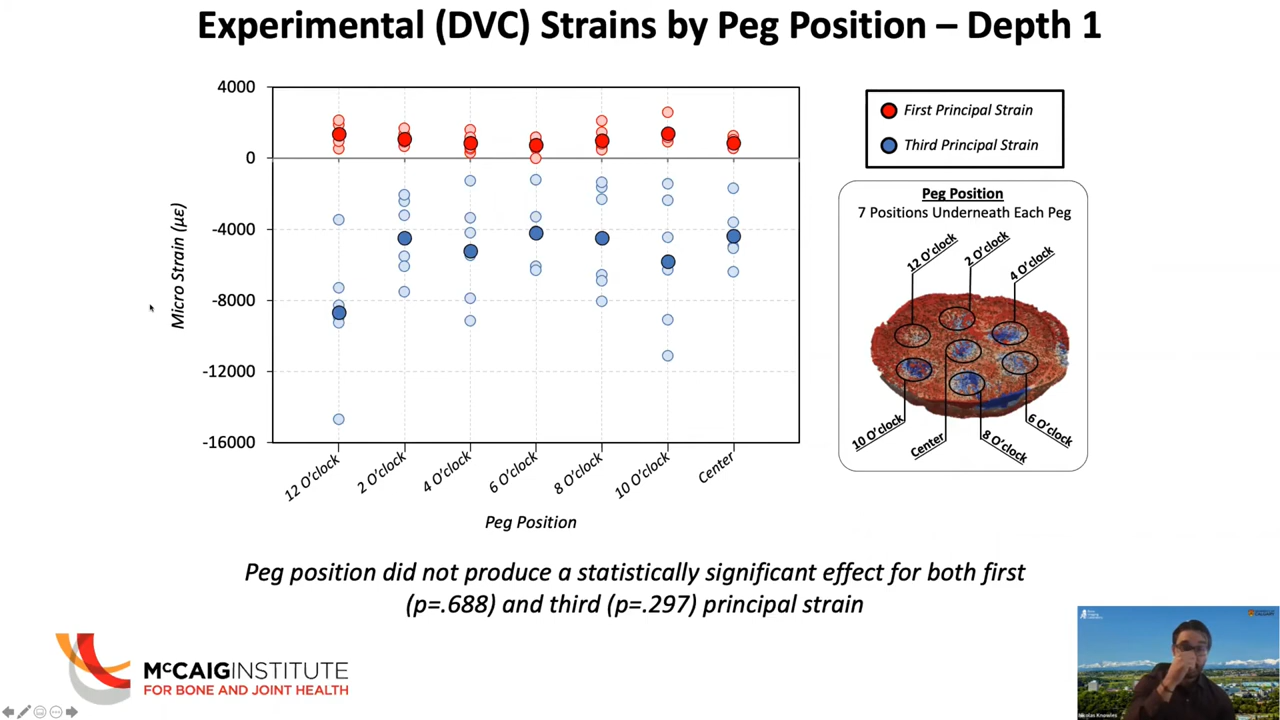 Experimental (DVC) Strains by Peg Position – Depth 1
4000
0
-4000
-8000
-12000
-16000
Micro Strain (με)
12 O'clock
2 O'clock
4 O'clock
6 O'clock
8 O'clock
10 O'clock
Center
Peg Position
First Principal Strain
Third Principal Strain
Peg Position
7 Positions Underneath Each Peg
12 O'clock
2 O'clock
4 O'clock
10 O'clock
Center
8 O'clock
6 O'clock
Peg position did not produce a statistically significant effect for both first
(p=.688) and third (p=.297) principal strain
McCAIG INSTITUTE
FOR BONE AND JOINT HEALTH
Nicolas Knowles